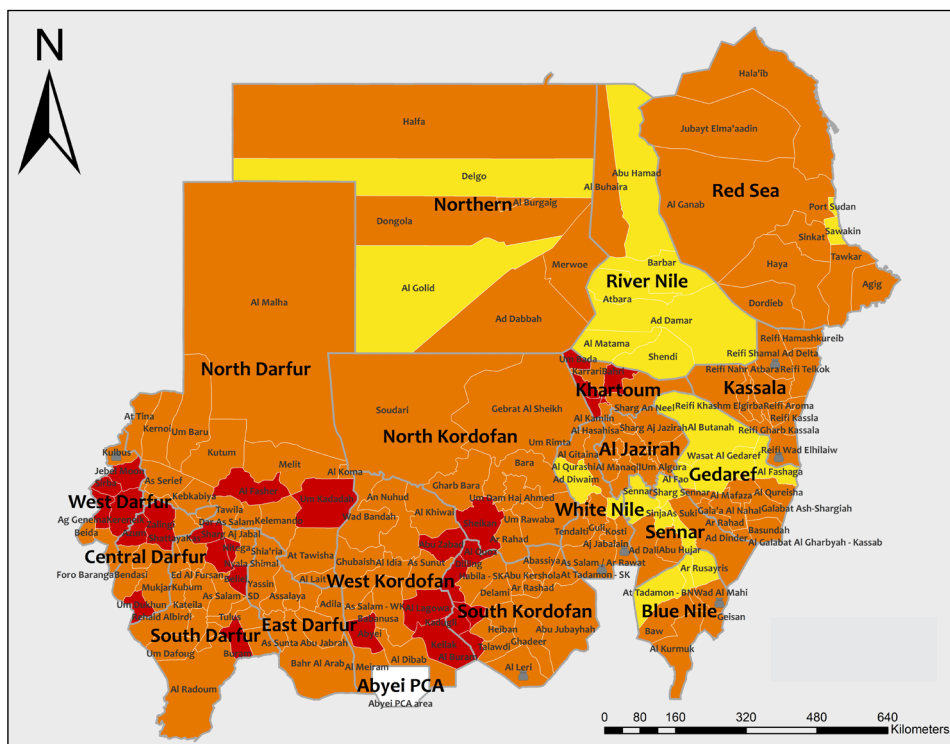 N
Hala'ib
Halfa
Jubayt Elma'aadin
Delgo
Abu Hamad
Al Buhaira
Red Sea
Northern
Al Burgaig
Al Ganab
Port Sudan
Dongola
Sawakin
Sinkat
Barbar
Tawkar
Merwoe
Haya
River Nile
Agig
Al Golid
Atbara
Al Malha
Dordieb
Ad Dabbah
Ad Damar
Reifi Hamashkureib
Al Matama
Reifi Shamal Ad Delta
Shendi
North Darfur
Karrari
Reifi Nahr Atbara
Reifi Telkok
Khartoum
Kassala
Soudari
Gebrat Al Sheikh
Sharg An Neel
Reifi Khashm Elgirba
Reifi Aroma
At Tina
Al Kamlin
Reifi Kassla
Kernoi
Um Baru
North Kordofan
Al Hasahisa
Sharg Aj Jazirah
Al Butanah
Reifi Gharb Kassala
Um Rimta
Al Jazirah
Kulbus
Kutum
Al Gitaina
Wasat Al Gedaref
Reifi Wad Elhilaiw
Melit
Bara
Al Qurashi
Al Manaqil
Um Algura
Al Koma
Gedaref
Al Fashaga
As Serief
Gharb Bara
Ad Diwaim
Al Fao
West Darfur
Kebkabiya
An Nuhud
Um Dam Haj Ahmed
Sennar
Sharg Sennar
Al Mafaza
Al Qureisha
Tawila
Al Khiwai
White Nile
Sinja
As Suki
Gala'a Al Nahal
Galabat Ash-Shargiah
Dar As Salam
Kelemando
Wad Bandah
Um Rawaba
Ar Rahad
Beida
Tendalti
Guli
Kosti
Sennar
Ad Dinder
Basundah
Ar Rahad
Al Jabalain
Al Galabat Al Gharbyah - Kassab
Central Darfur
Shia'ria
At Tawisha
Al Idia
As Sunut
Abassiya
As Salam / Ar Rawat
Ad Dali
Abu Hujar
Foro Baranga
Bendasi
Ed Al Fursan
Al Lait
West Kordofan
Abu Kershola
At Tadamon - SK
Ar Rusayris
Mukjar
Kubum
Yassin
As Salam - SD
Assalaya
Delami
Ar Rashad
At Tadamon - BN
Wad Al Mahi
Kateila
Adila
As Salam - WK
South Kordofan
Blue Nile
Geisan
Tulus
East Darfur
Heiban
Abu Jubayhah
Baw
South Darfur
As Sunta
Abu Jabrah
Abyei
Talawdi
Ghadeer
Al Kurmuk
Um Dafoug
Bahr Al Arab
Al Meiram
Al Dibab
Al Leri
Al Radoum
Abyei PCA
Abyei PCA area
0 80 160 320 480 640
Kilometers